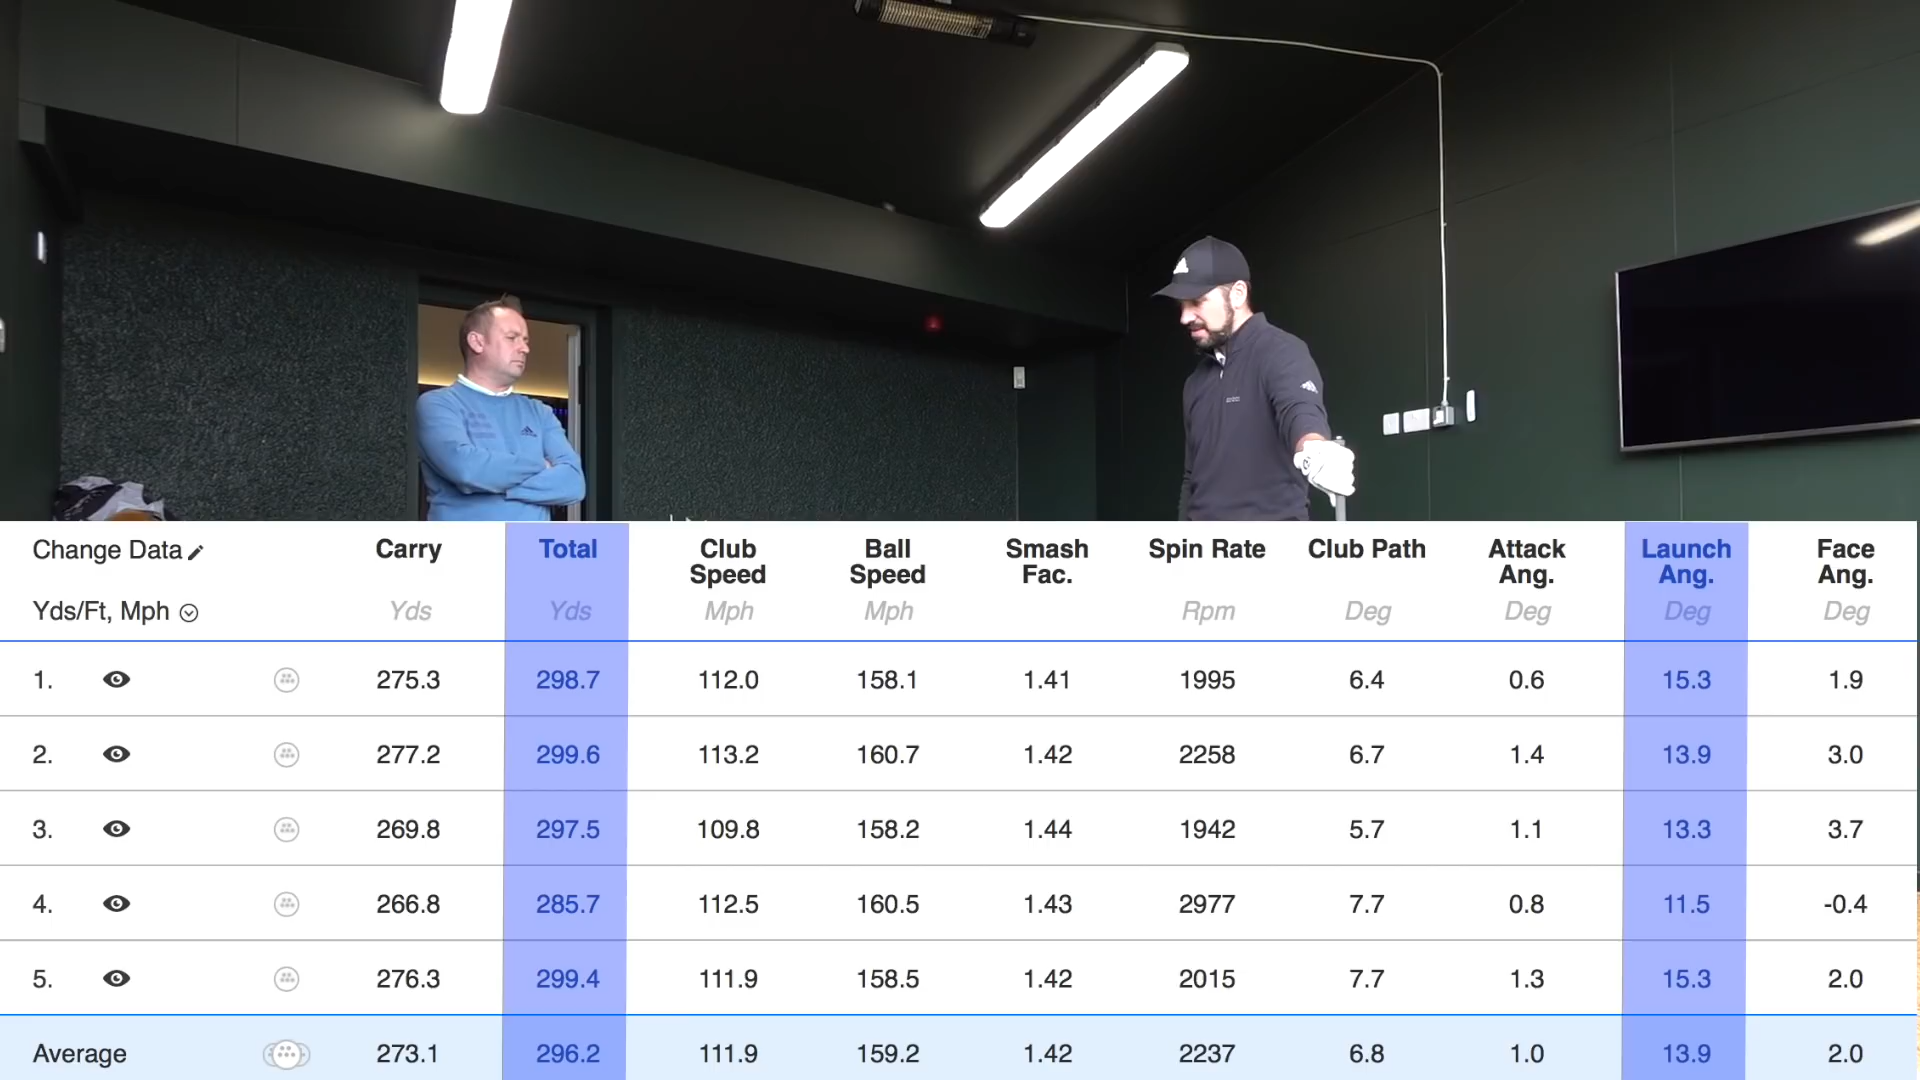 Change Data Carry Total Club Speed Ball Speed Smash Fac. Spin Rate Club Path Attack Ang. Launch Ang. Face Ang.
Yds/Ft, Mph Yds Yds Mph Mph Rpm Deg Deg Deg Deg
1. 275.3 298.7 112.0 158.1 1.41 1995 6.4 0.6 15.3 1.9
2. 277.2 299.6 113.2 160.7 1.42 2258 6.7 1.4 13.9 3.0
3. 269.8 297.5 109.8 158.2 1.44 1942 5.7 1.1 13.3 3.7
4. 266.8 285.7 112.5 160.5 1.43 2977 7.7 0.8 11.5 -0.4
5. 276.3 299.4 111.9 158.5 1.42 2015 7.7 1.3 15.3 2.0
Average 273.1 296.2 111.9 159.2 1.42 2237 6.8 1.0 13.9 2.0